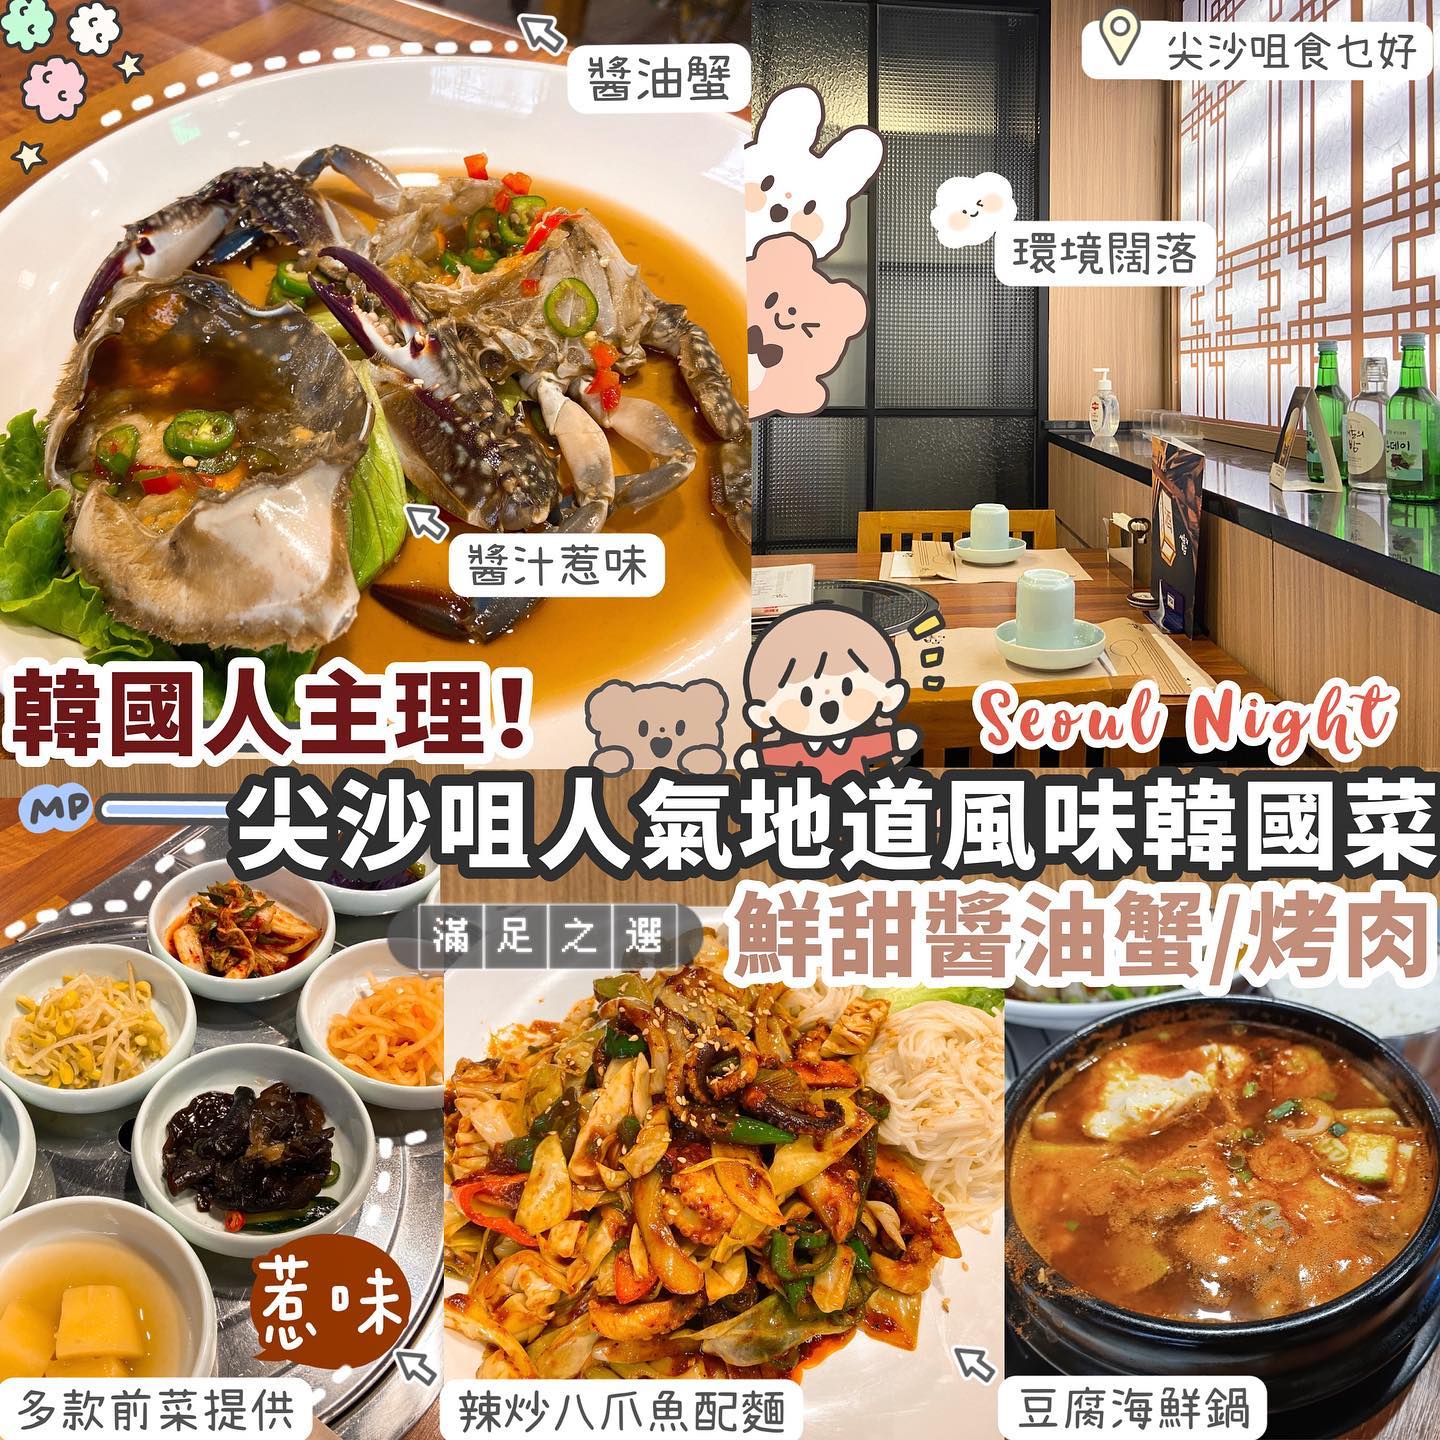 醬油蟹
尖沙咀食乜好
環境闊落
醬汁惹味
韓國人主理!
Seoul Night
MP
尖沙咀人氣地道風味韓國菜
滿足之選
鮮甜醬油蟹/烤肉
惹味
多款前菜提供
辣炒八爪魚配麵
豆腐海鮮鍋